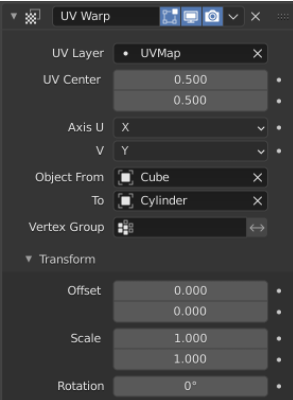 UV Warp
UV Layer UVMap
UV Center 0.500
0.500
Axis U X
V Y
Object From Cube
To Cylinder
Vertex Group
Transform
Offset 0.000
0.000
Scale 1.000
1.000
Rotation 0°